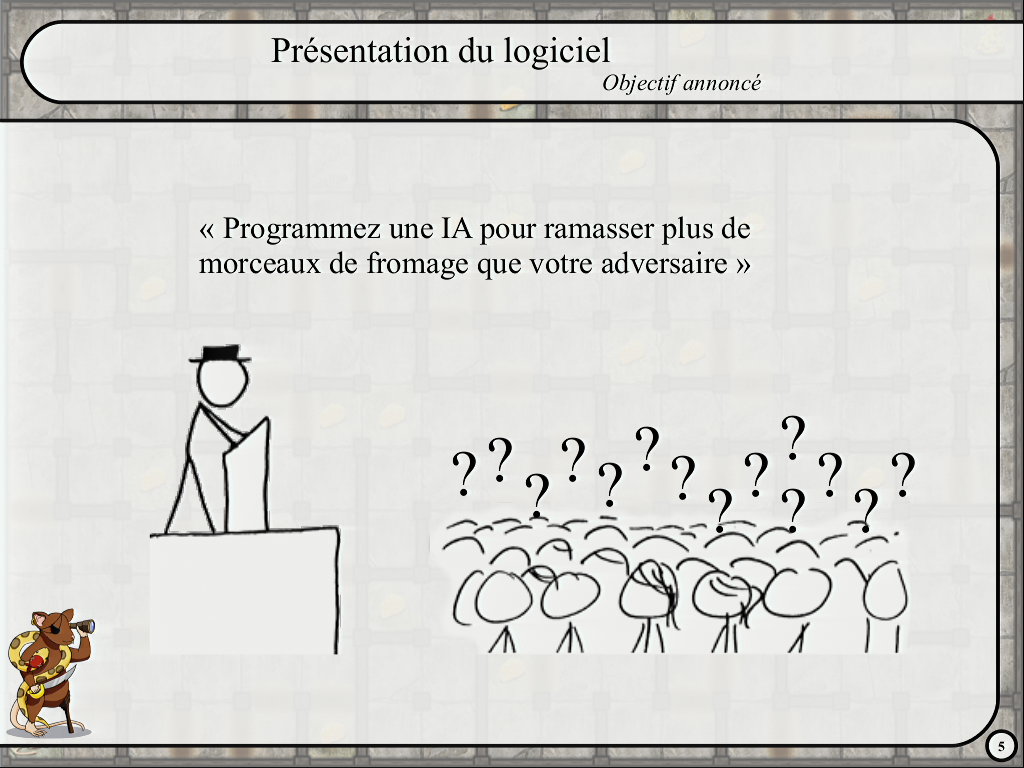 Présentation du logiciel
Objectif annoncé
« Programmez une IA pour ramasser plus de
morceaux de fromage que votre adversaire »
? ? ? ? ? ? ? ? ? ? ? ? ? ?
5